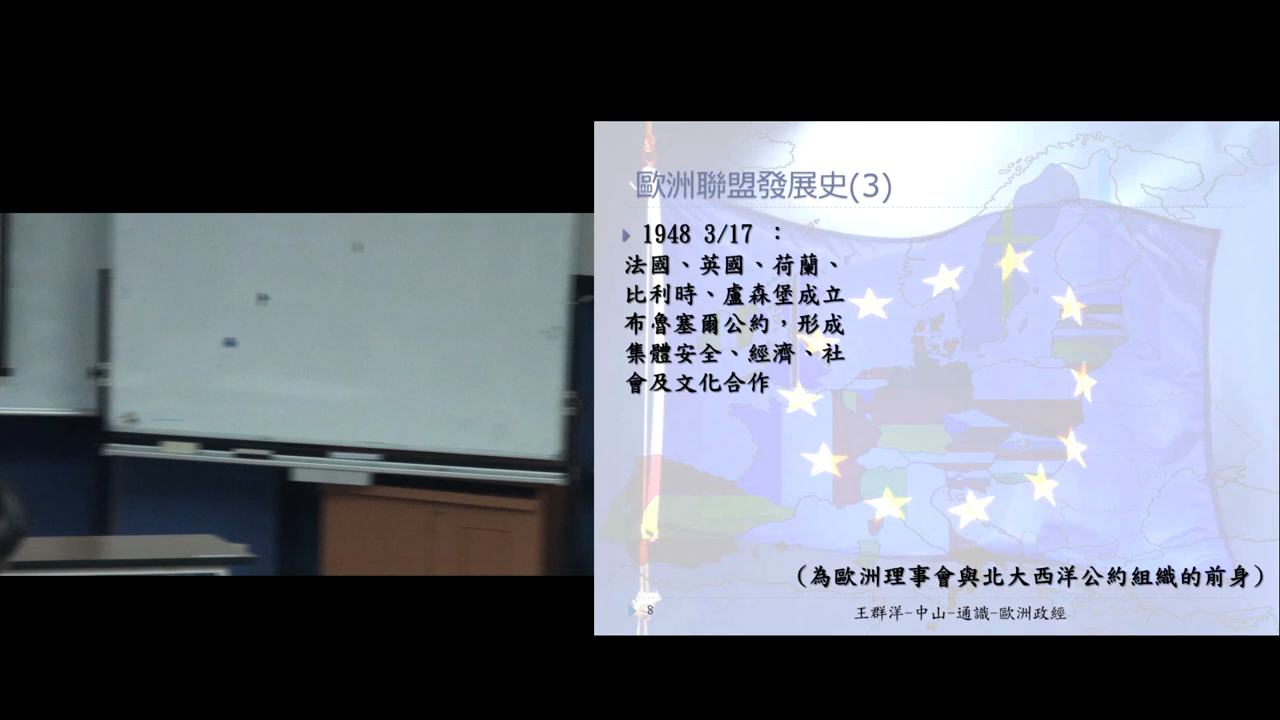 歐洲聯盟發展史(3)
1948 3/17 ：
法國、英國、荷蘭、
比利時、盧森堡成立
布魯塞爾公約，形成
集體安全、經濟、社
會及文化合作
(為歐洲理事會與北大西洋公約組織的前身)
8
王群洋-中山-通識-歐洲政經